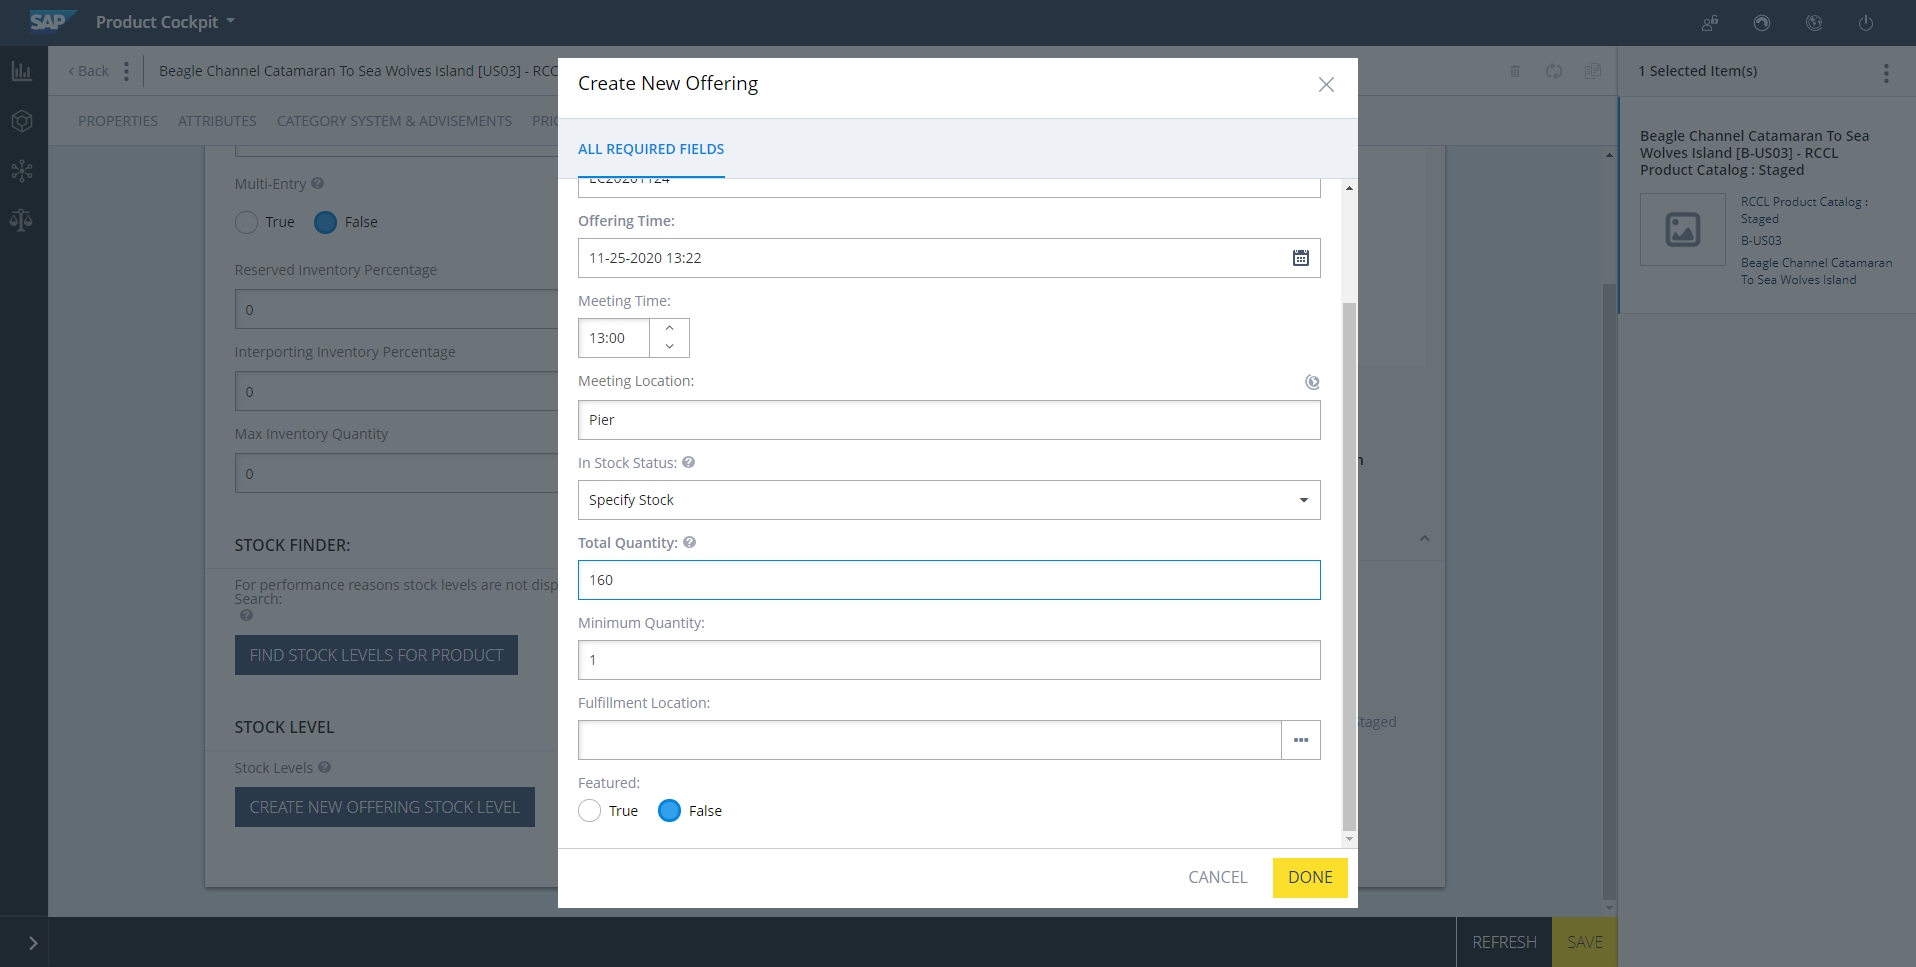 SAP Product Cockpit
Back
Beagle Channel Catamaran To Sea Wolves Island [US03] - RCC
1 Selected Item(s)
PROPERTIES ATTRIBUTES CATEGORY SYSTEM & ADVISEMENTS PRIC
Multi-Entry
True False
Reserved Inventory Percentage
0
Interporting Inventory Percentage
0
Max Inventory Quantity
0
STOCK FINDER:
For performance reasons stock levels are not disp
Search:
FIND STOCK LEVELS FOR PRODUCT
STOCK LEVEL
Stock Levels
CREATE NEW OFFERING STOCK LEVEL
Create New Offering
ALL REQUIRED FIELDS
Offering Time:
11-25-2020 13:22
Meeting Time:
13:00
Meeting Location:
Pier
In Stock Status:
Specify Stock
Total Quantity:
160
Minimum Quantity:
1
Fulfillment Location:
Featured:
True False
CANCEL DONE
Staged
Beagle Channel Catamaran To Sea
Wolves Island [B-US03] - RCCL
Product Catalog : Staged
RCCL Product Catalog :
Staged
B-US03
Beagle Channel Catamaran
To Sea Wolves Island
REFRESH SAVE